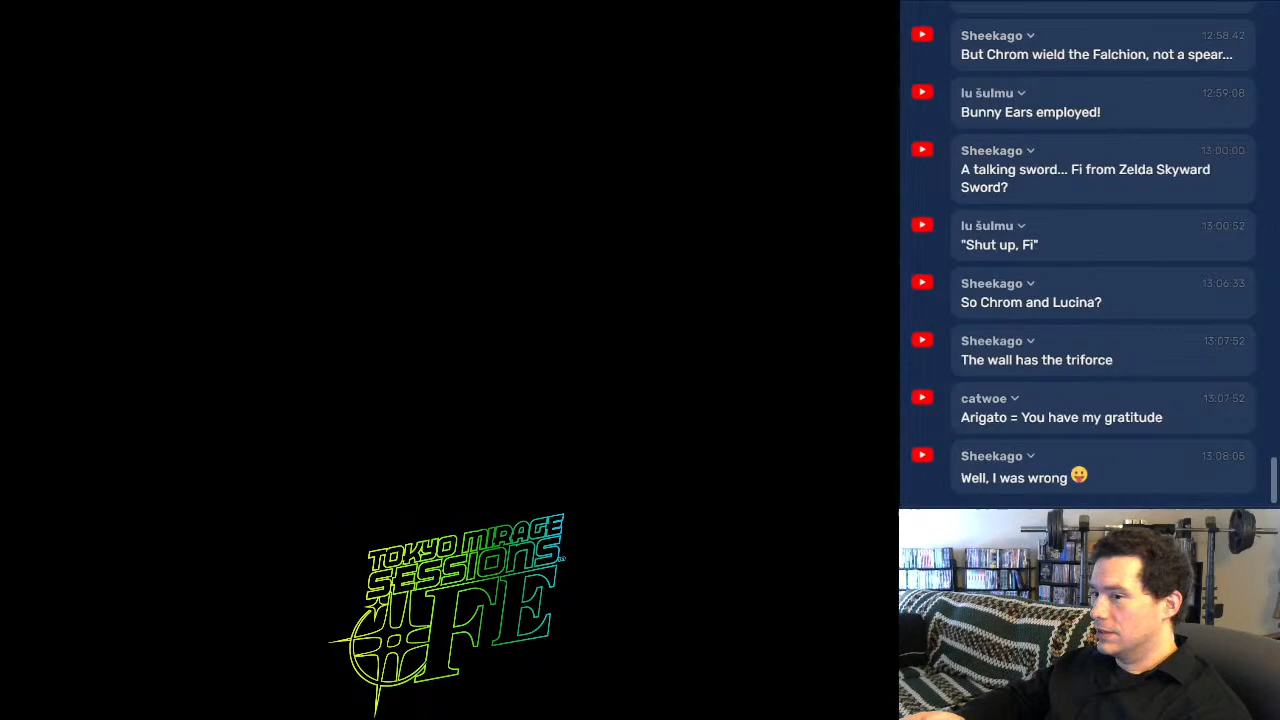 Sheekago 12:58:42
But Chrom wield the Falchion, not a spear...
lu šulmu 12:59:08
Bunny Ears employed!
Sheekago 13:00:00
A talking sword... Fi from Zelda Skyward
Sword?
lu šulmu 13:00:52
"Shut up, Fi"
Sheekago 13:06:33
So Chrom and Lucina?
Sheekago 13:07:52
The wall has the triforce
catwoe 13:07:52
Arigato = You have my gratitude
Sheekago 13:08:05
Well, I was wrong 😛
TOKYO MIRAGE
SESSIONS
#FE